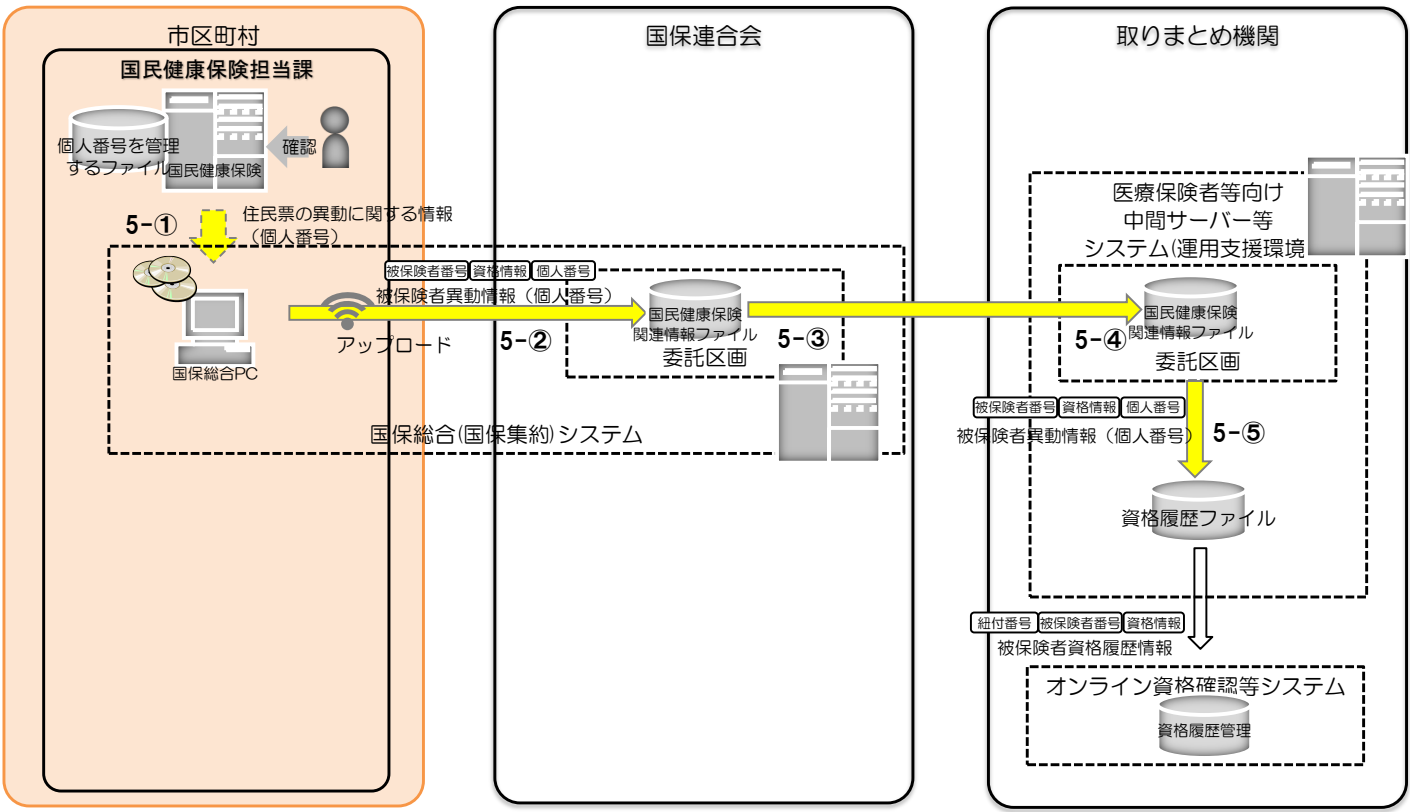 市区町村
国民健康保険担当課
個人番号を管理
するファイル
国民健康保険
確認
5-①
住民票の異動に関する情報
（個人番号）
国保総合PC
アップロード
被保険者番号 資格情報 個人番号
被保険者異動情報（個人番号）
5-②
国保連合会
国民健康保険
関連情報ファイル
委託区画
5-③
国保総合(国保集約)システム
取りまとめ機関
医療保険者等向け
中間サーバー等
システム(運用支援環境
国民健康保険
関連情報ファイル
5-④
委託区画
被保険者番号 資格情報 個人番号
被保険者異動情報（個人番号）
5-⑤
資格履歴ファイル
紐付番号 被保険者番号 資格情報
被保険者資格履歴情報
オンライン資格確認等システム
資格履歴管理